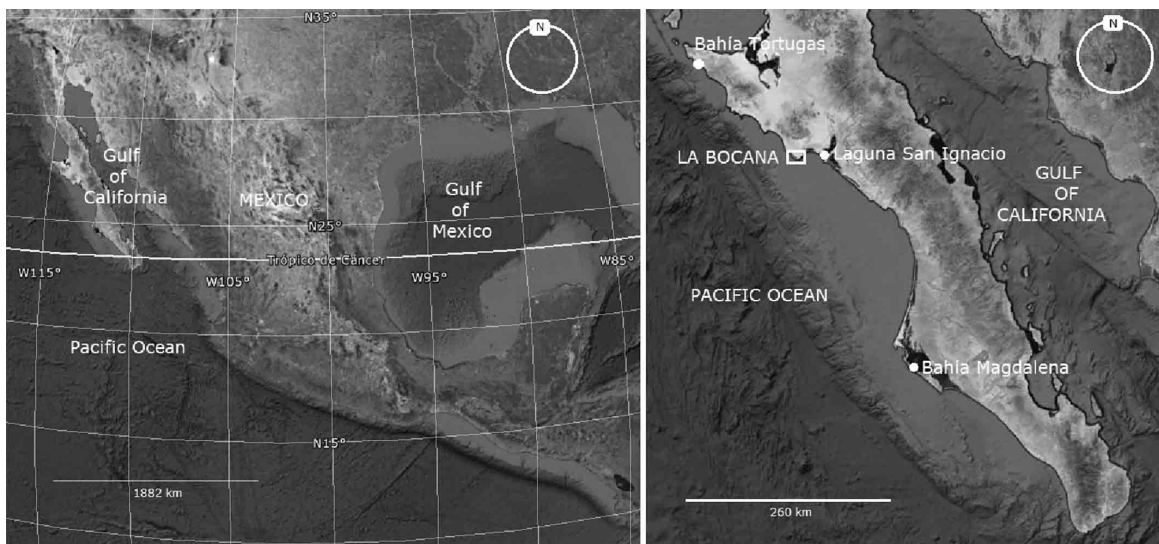 N35°
N
Gulf
of
California
MEXICO
Gulf
of
Mexico
N25°
Trópico de Cáncer
W115°
W105°
W95°
W85°
Pacific Ocean
N15°
1882 km
N
Bahía Tortugas
LA BOCANA
Laguna San Ignacio
GULF
OF
CALIFORNIA
PACIFIC OCEAN
Bahía Magdalena
260 km